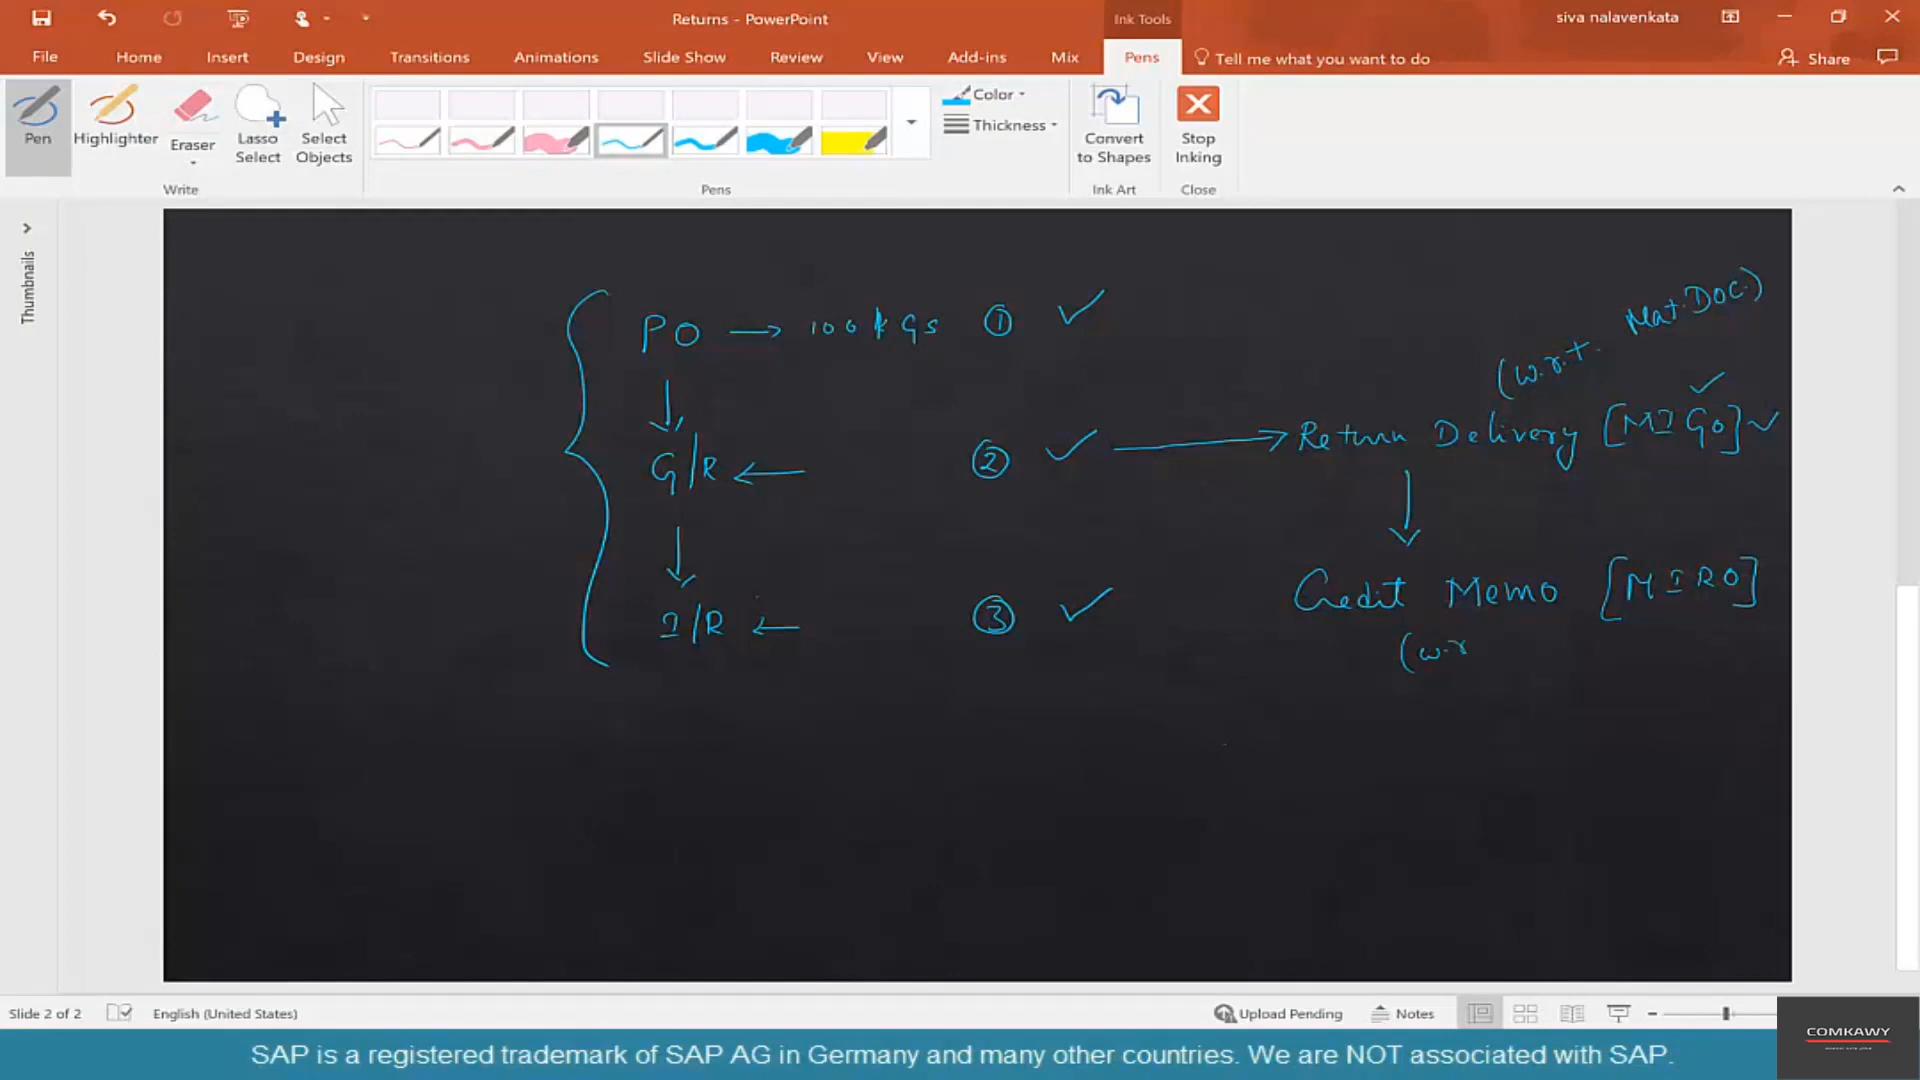 Returns - PowerPoint
Ink Tools
siva nalavenkata
File Home Insert Design Transitions Animations Slide Show Review View Add-ins Mix Pens Tell me what you want to do Share
Pen Highlighter Eraser Lasso Select Select Objects
Color
Thickness
Convert to Shapes
Stop Inking
Write Pens Ink Art Close
Thumbnails
PO → 100 KGs ① ✓
G/R ← ② ✓ → Return Delivery [MIGO] ✓
(w.r.t. Mat. Doc.)
I/R ← ③ ✓
Credit Memo [MIRO]
(w.r
Slide 2 of 2 English (United States) Upload Pending Notes
COMKAWY
SAP is a registered trademark of SAP AG in Germany and many other countries. We are NOT associated with SAP.